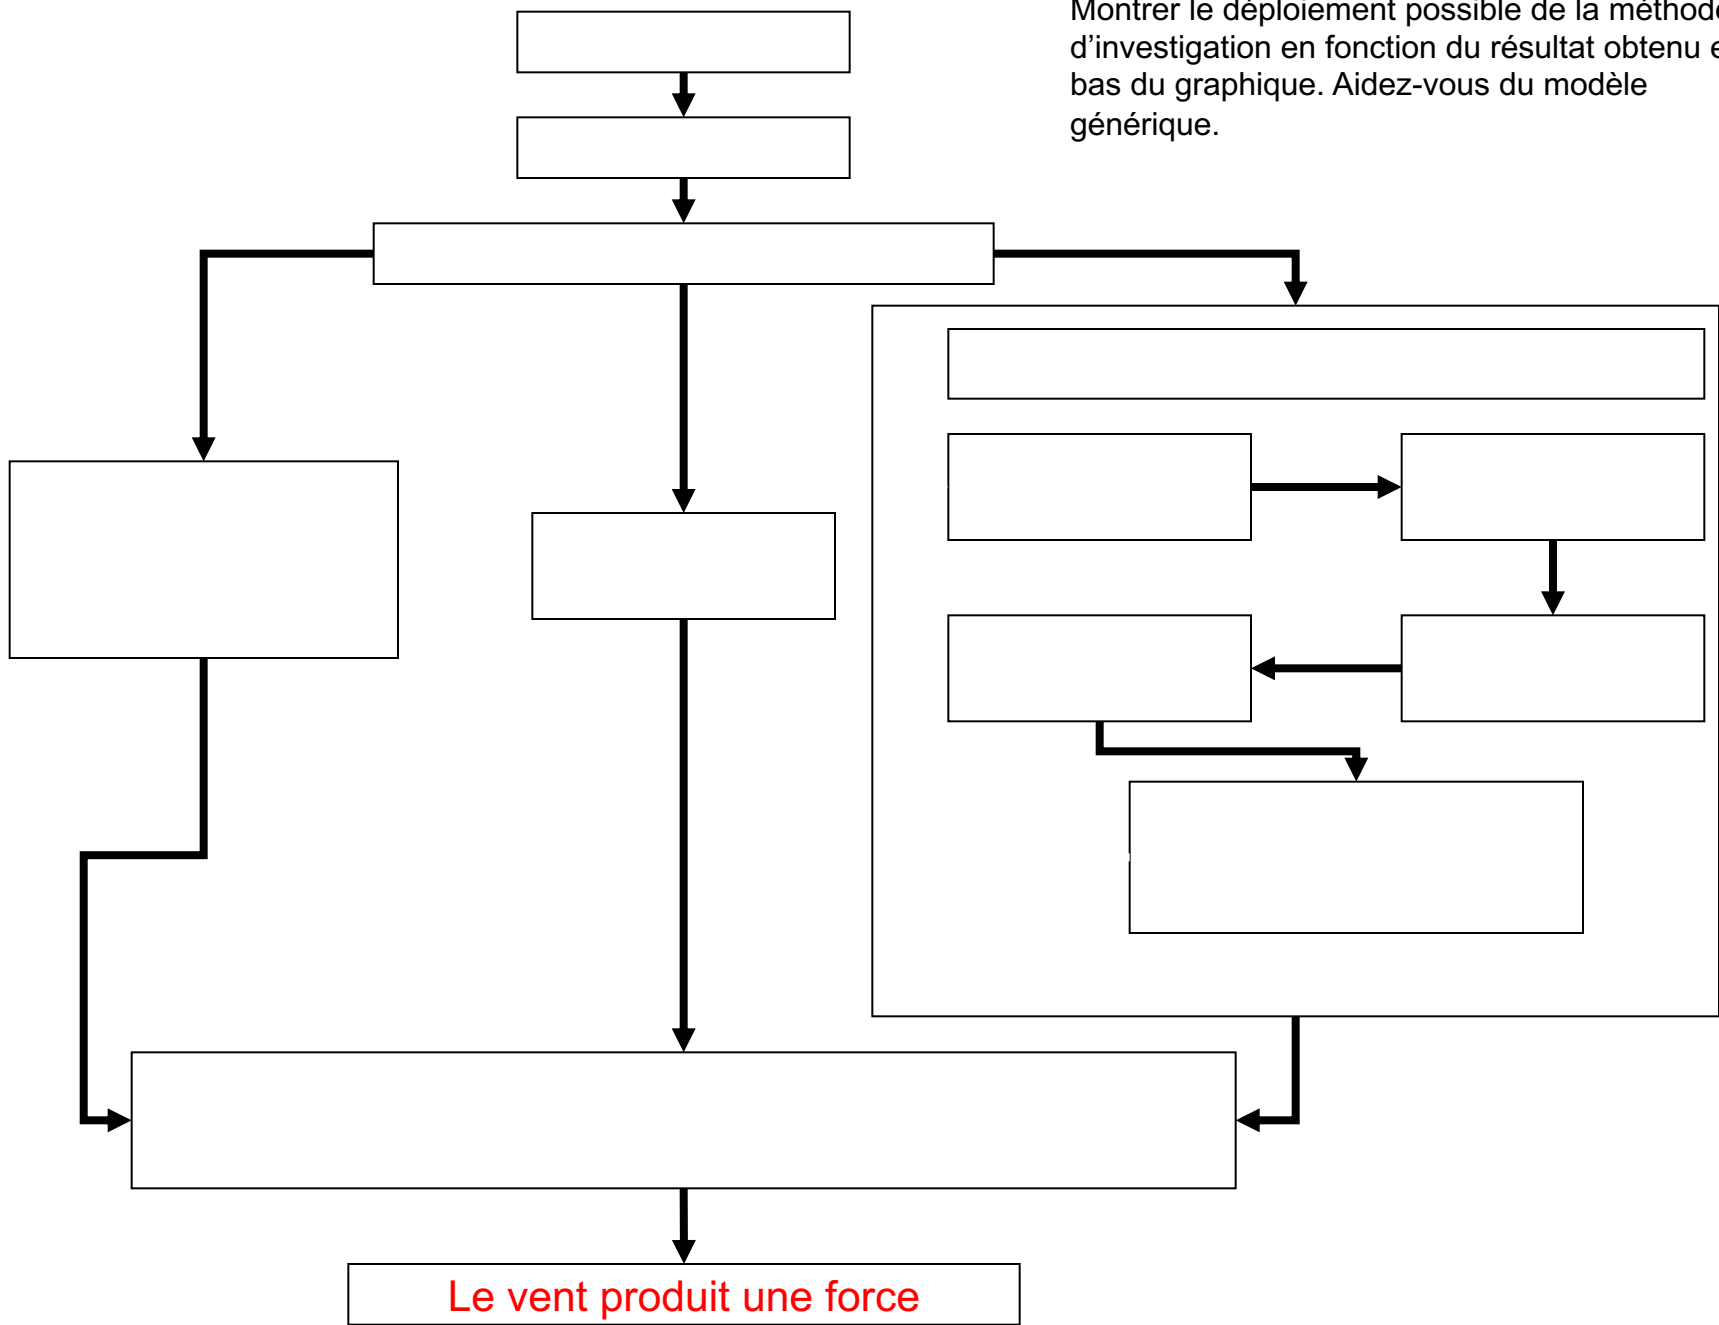 Montrer le déploiement possible de la méthode
d’investigation en fonction du résultat obtenu e
bas du graphique. Aidez-vous du modèle
générique.
Le vent produit une force